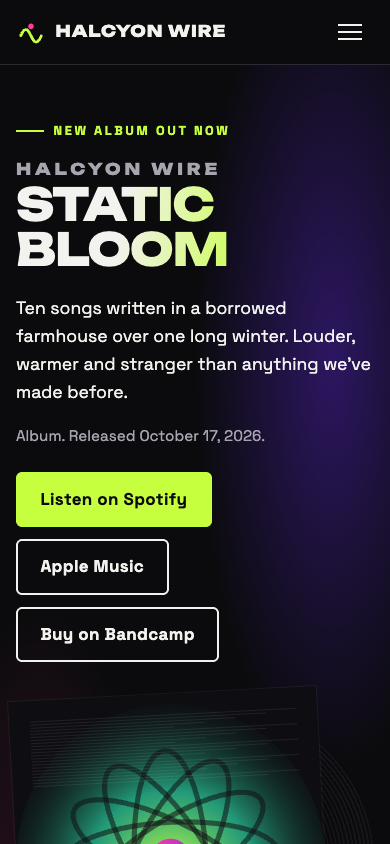 HALCYON WIRE
NEW ALBUM OUT NOW
HALCYON WIRE
STATIC
BLOOM
Ten songs written in a borrowed
farmhouse over one long winter. Louder,
warmer and stranger than anything we've
made before.
Album. Released October 17, 2026.
Listen on Spotify
Apple Music
Buy on Bandcamp